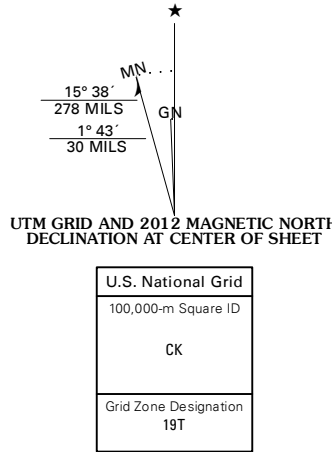 ★
MN
GN
15° 38´
278 MILS
1° 43´
30 MILS
UTM GRID AND 2012 MAGNETIC NORTH
DECLINATION AT CENTER OF SHEET
U.S. National Grid
100,000-m Square ID
CK
Grid Zone Designation
19T